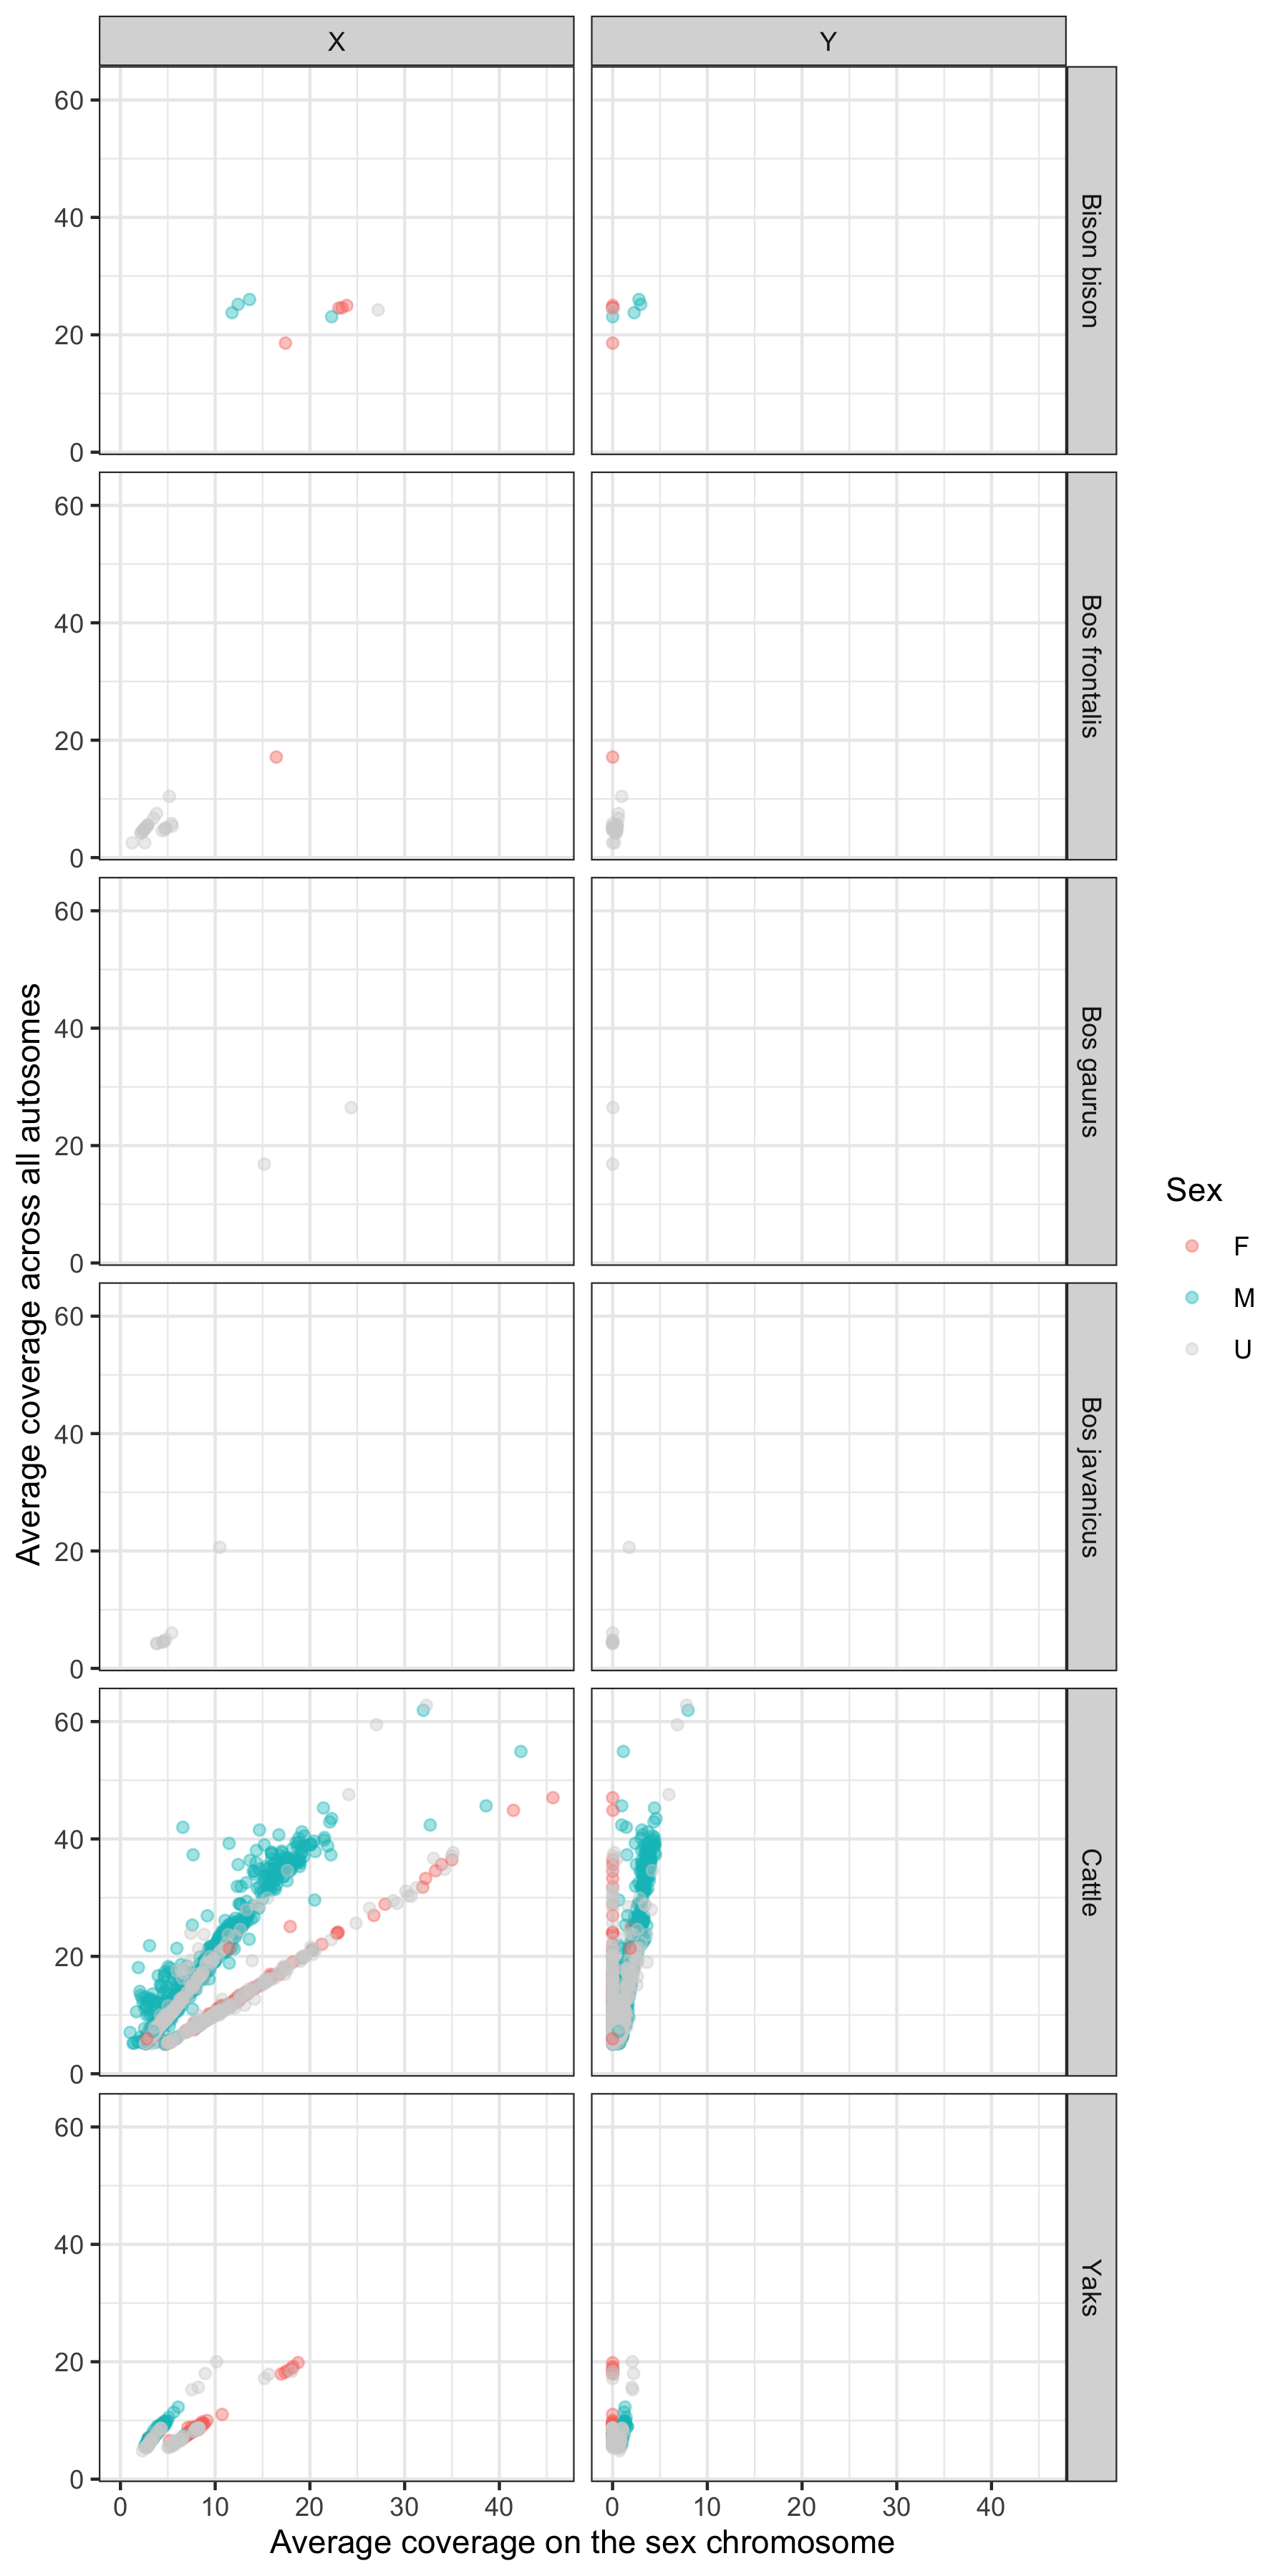 X
Y
60
40
20
0
Bison bison
60
40
20
0
Bos frontalis
60
40
20
0
Bos gaurus
60
40
20
0
Bos javanicus
60
40
20
0
Cattle
60
40
20
0
Yaks
0 10 20 30 40
0 10 20 30 40
Average coverage on the sex chromosome
Average coverage across all autosomes
Sex
F
M
U